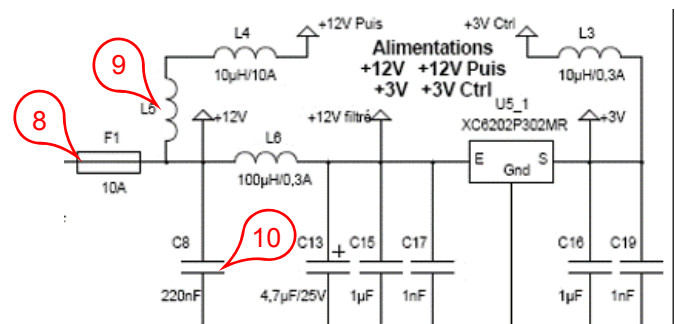 L4
+12V Puis
+3V Ctrl
L3
Alimentations
10µH/10A
+12V +12V Puis
10µH/0,3A
9
+3V +3V Ctrl
L5
U5_1
8
+12V
+12V filtré
XC6202P302MR
+3V
F1
L6
E
S
Gnd
10A
100µH/0,3A
C8
10
C13
+
C15
C17
C16
C19
220nF
4,7µF/25V
1µF
1nF
1µF
1nF